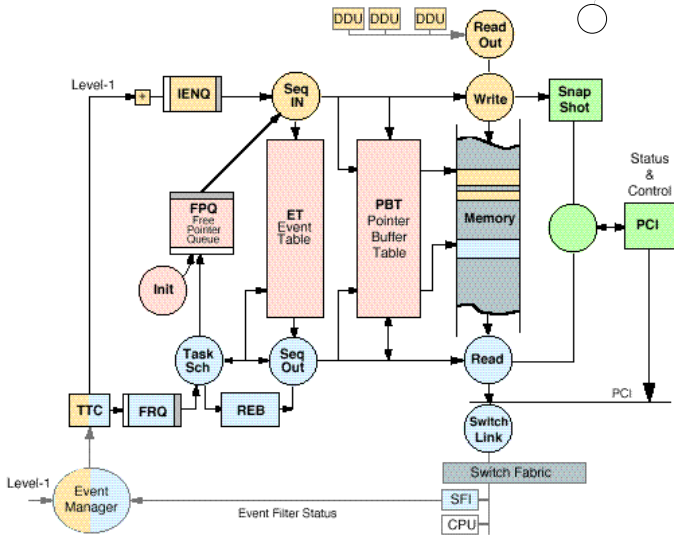 DDU
DDU
DDU
Read
Out
Level-1
+
IENQ
Seq
IN
Write
Snap
Shot
FPQ
Free
Pointer
Queue
ET
Event
Table
PBT
Pointer
Buffer
Table
Memory
Status
&
Control
PCI
Init
Task
Sch
Seq
Out
Read
TTC
FRQ
REB
PCI
Switch
Link
Switch Fabric
Level-1
Event
Manager
SFI
Event Filter Status
CPU